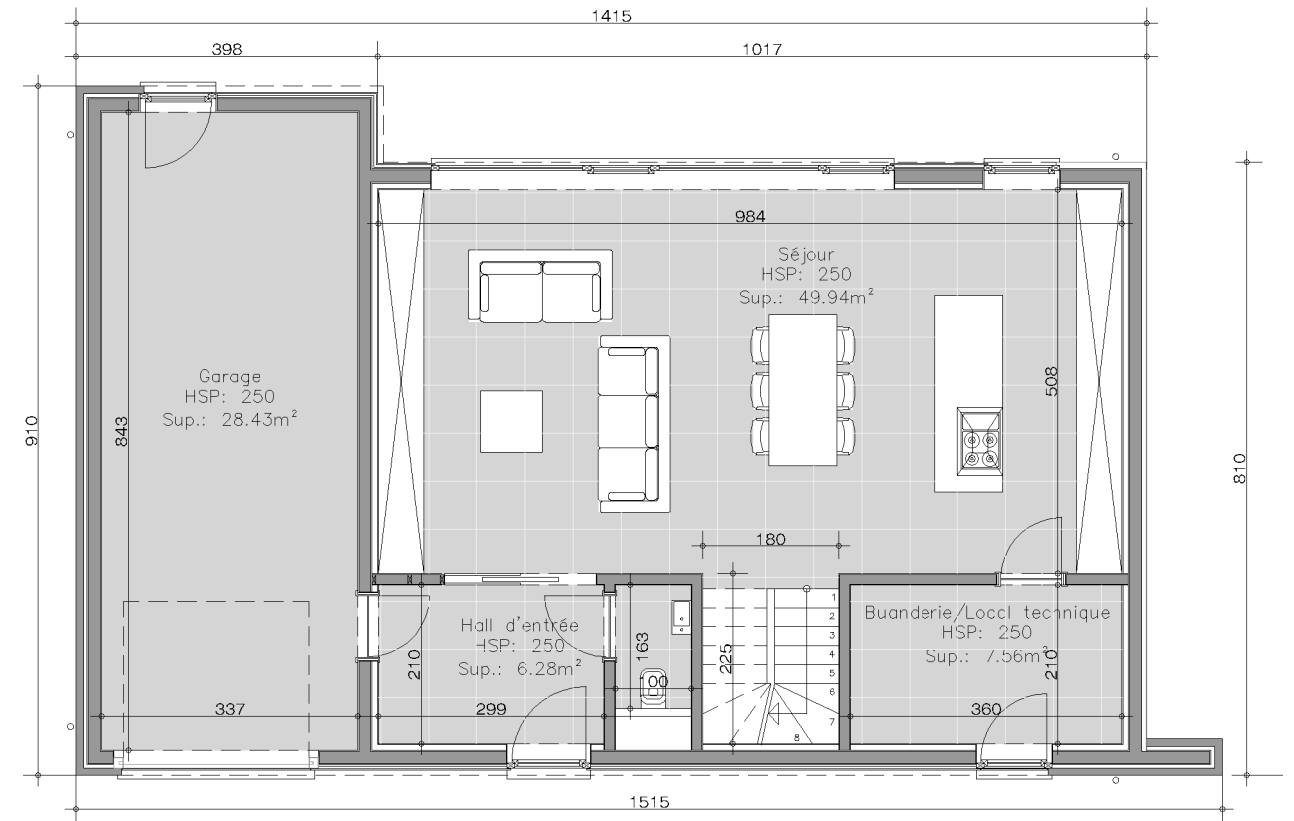 1415
398
1017
984
Séjour
HSP: 250
Sup.: 49.94m²
Garage
HSP: 250
Sup.: 28.43m²
508
843
910
810
180
1
2
3
4
5
6
7
8
Hall d'entrée
HSP: 250
Sup.: 6.28m²
163
225
210
Buanderie/Local technique
HSP: 250
Sup.: 7.56m²
210
00
337
299
360
1515